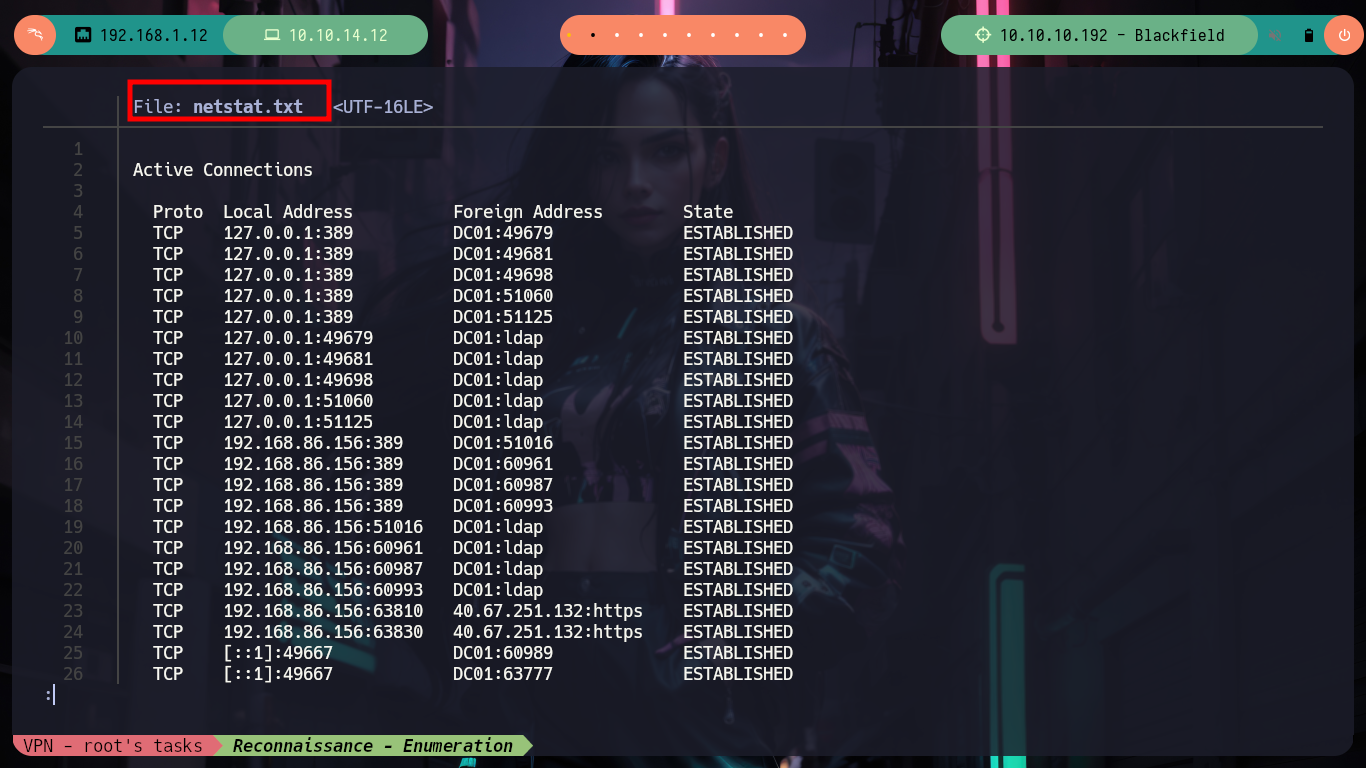 192.168.1.12 10.10.14.12 10.10.10.192 - Blackfield
File: netstat.txt <UTF-16LE>
1
2 Active Connections
3
4 Proto Local Address Foreign Address State
5 TCP 127.0.0.1:389 DC01:49679 ESTABLISHED
6 TCP 127.0.0.1:389 DC01:49681 ESTABLISHED
7 TCP 127.0.0.1:389 DC01:49698 ESTABLISHED
8 TCP 127.0.0.1:389 DC01:51060 ESTABLISHED
9 TCP 127.0.0.1:389 DC01:51125 ESTABLISHED
10 TCP 127.0.0.1:49679 DC01:ldap ESTABLISHED
11 TCP 127.0.0.1:49681 DC01:ldap ESTABLISHED
12 TCP 127.0.0.1:49698 DC01:ldap ESTABLISHED
13 TCP 127.0.0.1:51060 DC01:ldap ESTABLISHED
14 TCP 127.0.0.1:51125 DC01:ldap ESTABLISHED
15 TCP 192.168.86.156:389 DC01:51016 ESTABLISHED
16 TCP 192.168.86.156:389 DC01:60961 ESTABLISHED
17 TCP 192.168.86.156:389 DC01:60987 ESTABLISHED
18 TCP 192.168.86.156:389 DC01:60993 ESTABLISHED
19 TCP 192.168.86.156:51016 DC01:ldap ESTABLISHED
20 TCP 192.168.86.156:60961 DC01:ldap ESTABLISHED
21 TCP 192.168.86.156:60987 DC01:ldap ESTABLISHED
22 TCP 192.168.86.156:60993 DC01:ldap ESTABLISHED
23 TCP 192.168.86.156:63810 40.67.251.132:https ESTABLISHED
24 TCP 192.168.86.156:63830 40.67.251.132:https ESTABLISHED
25 TCP [::1]:49667 DC01:60989 ESTABLISHED
26 TCP [::1]:49667 DC01:63777 ESTABLISHED
:
VPN - root's tasks Reconnaissance - Enumeration